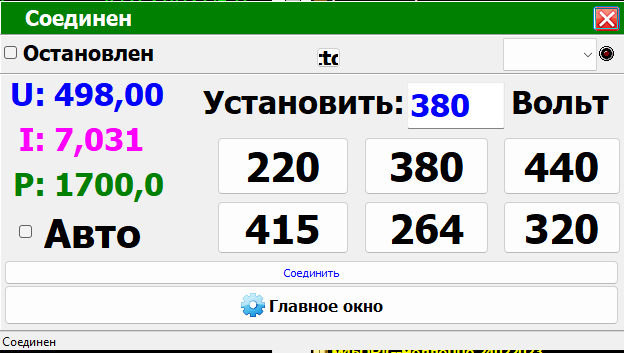 Соединен
Остановлен
U: 498,00
Установить: 380 Вольт
I: 7,031
P: 1700,0
220 380 440
415 264 320
Авто
Соединить
Главное окно
Соединен